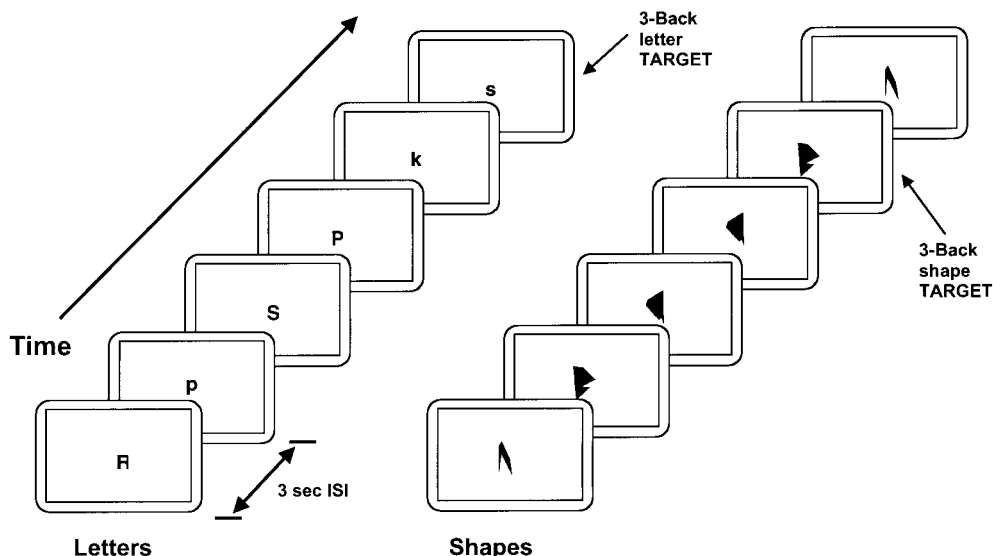 3-Back
letter
TARGET
s
k
P
S
p
R
Time
3 sec ISI
3-Back
shape
TARGET
Letters
Shapes